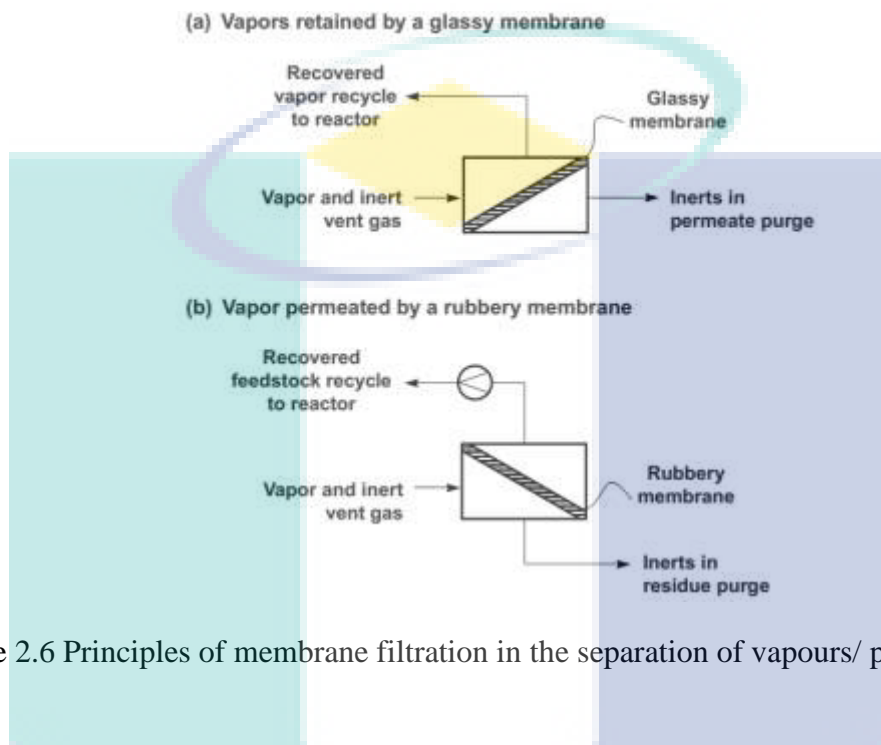 (a) Vapors retained by a glassy membrane
Recovered
vapor recycle
to reactor
Glassy
membrane
Vapor and inert
vent gas
Inerts in
permeate purge
(b) Vapor permeated by a rubbery membrane
Recovered
feedstock recycle
to reactor
Vapor and inert
vent gas
Rubbery
membrane
Inerts in
residue purge
2.6 Principles of membrane filtration in the separation of vapours/